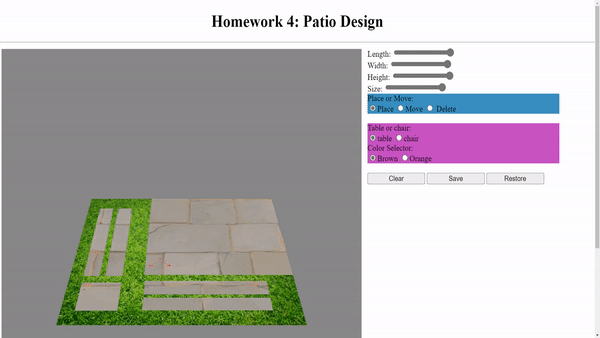 Homework 4: Patio Design
Length:
Width:
Height:
Size:
Place or Move:
Place Move Delete
Table or chair:
table chair
Color Selector:
Brown Orange
Clear Save Restore